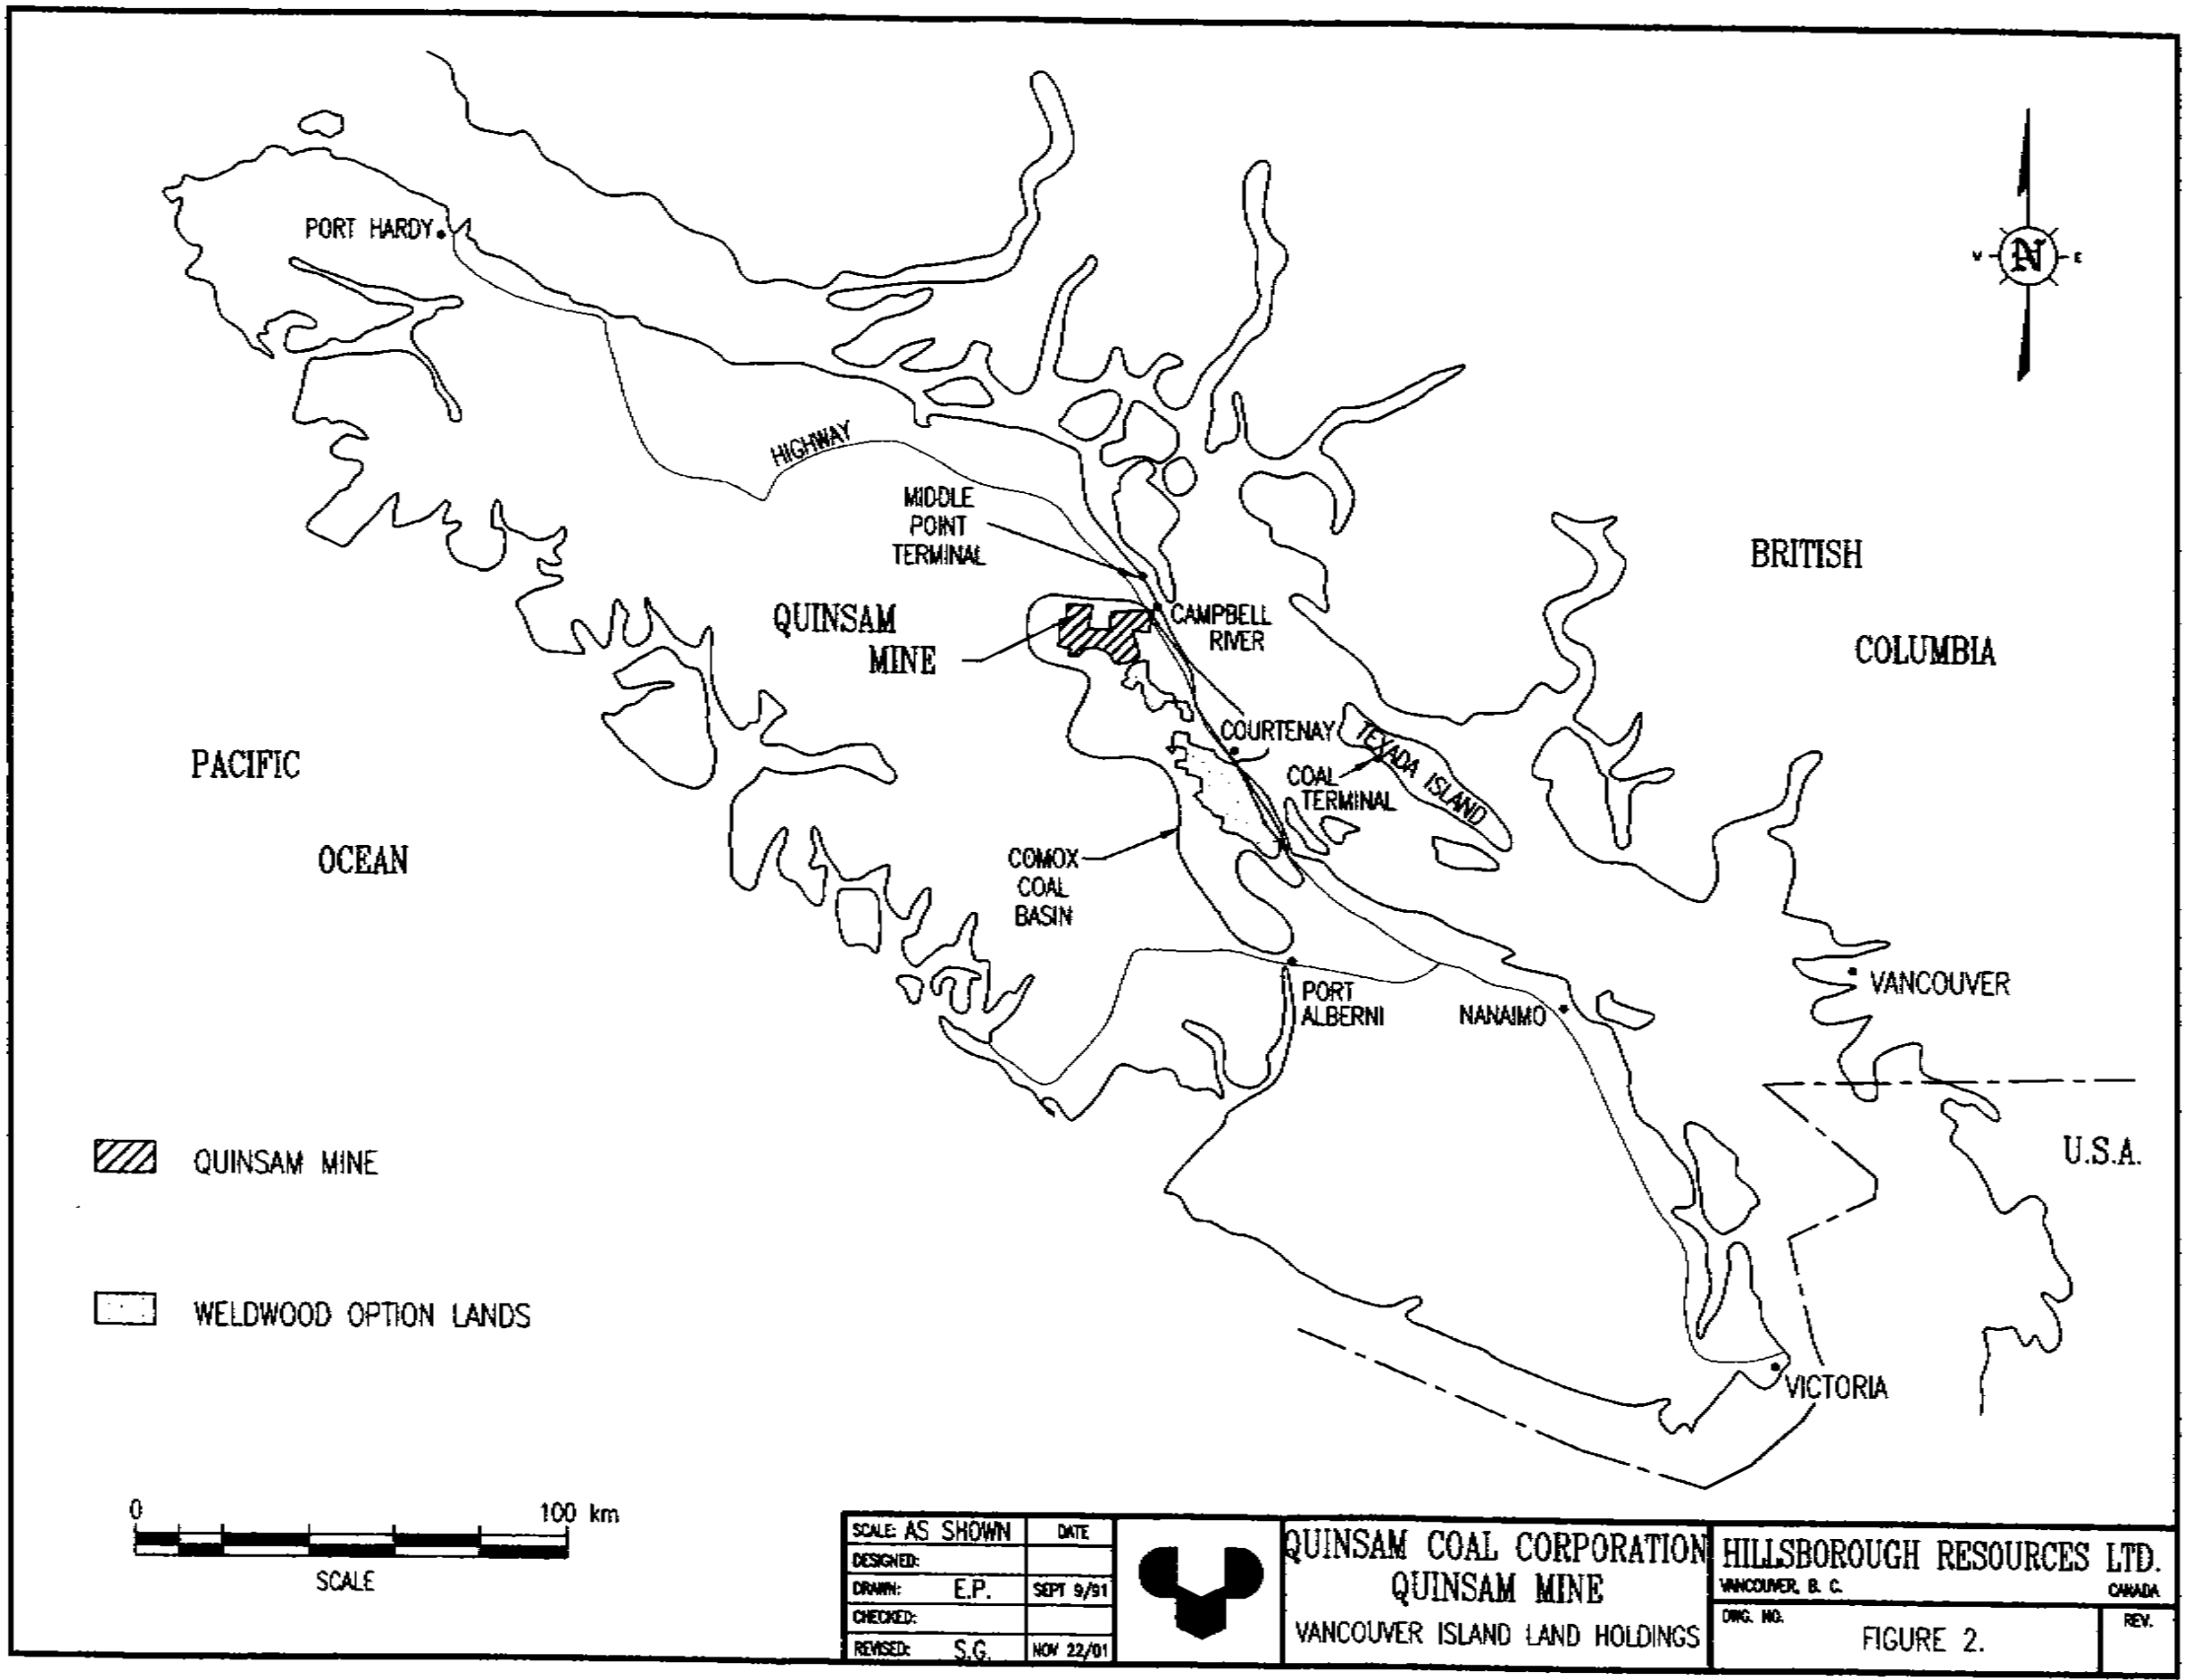 PORT HARDY
N
W
E
HIGHWAY
MIDDLE
POINT
TERMINAL
BRITISH
COLUMBIA
QUINSAM
MINE
CAMPBELL
RIVER
COURTENAY
TEXADA ISLAND
COAL
TERMINAL
PACIFIC
OCEAN
COMOX
COAL
BASIN
PORT
ALBERNI
NANAIMO
VANCOUVER
U.S.A.
QUINSAM MINE
WELDWOOD OPTION LANDS
VICTORIA
0
100 km
SCALE
SCALE: AS SHOWN
DATE
DESIGNED:
DRAWN: E.P.
SEPT 9/91
CHECKED:
REVISED: S.G.
NOV 22/01
QUINSAM COAL CORPORATION
QUINSAM MINE
VANCOUVER ISLAND LAND HOLDINGS
HILLSBOROUGH RESOURCES LTD.
VANCOUVER, B. C.
CANADA
DWG. NO.
FIGURE 2.
REV.